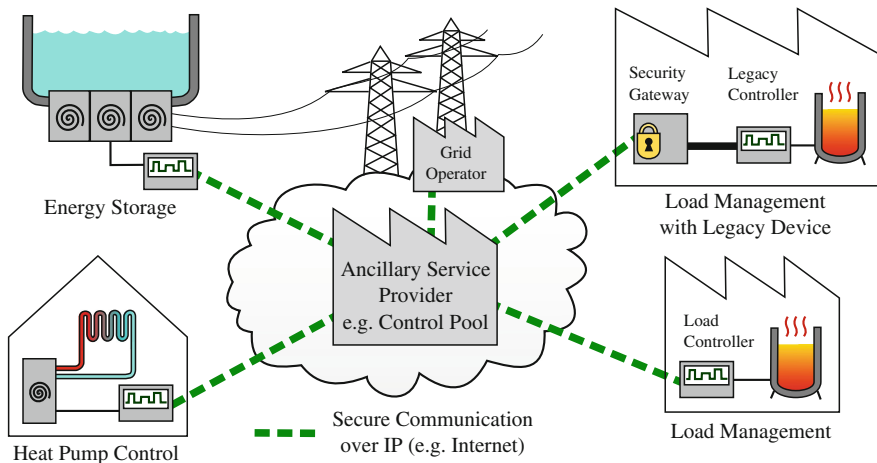 Security
Gateway
Legacy
Controller
Grid
Operator
Energy Storage
Load Management
with Legacy Device
Ancillary Service
Provider
e.g. Control Pool
Load
Controller
Secure Communication
over IP (e.g. Internet)
Heat Pump Control
Load Management